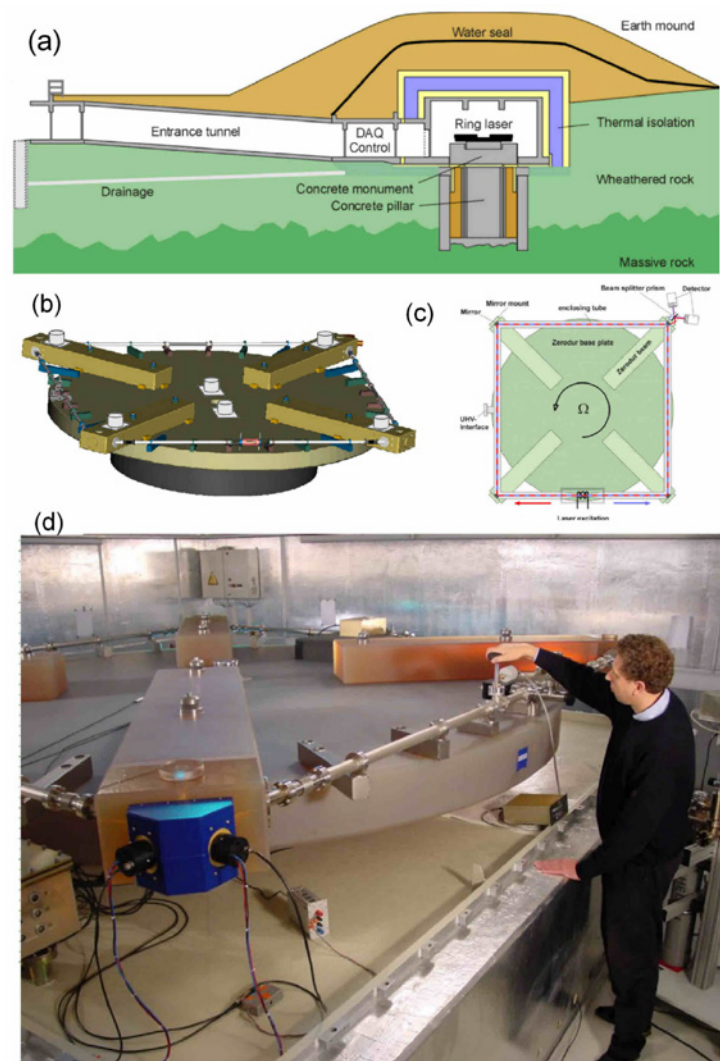 (a)
Water seal
Earth mound
Entrance tunnel
DAQ
Control
Ring laser
Thermal isolation
Drainage
Concrete monument
Concrete pillar
Wheathered rock
Massive rock
(b)
(c)
Beam splitter prism
Detector
Mirror mount
Mirror
enclosing tube
Zerodur base plate
Zerodur beam
Ω
UHV-
Interface
Laser excitation
(d)